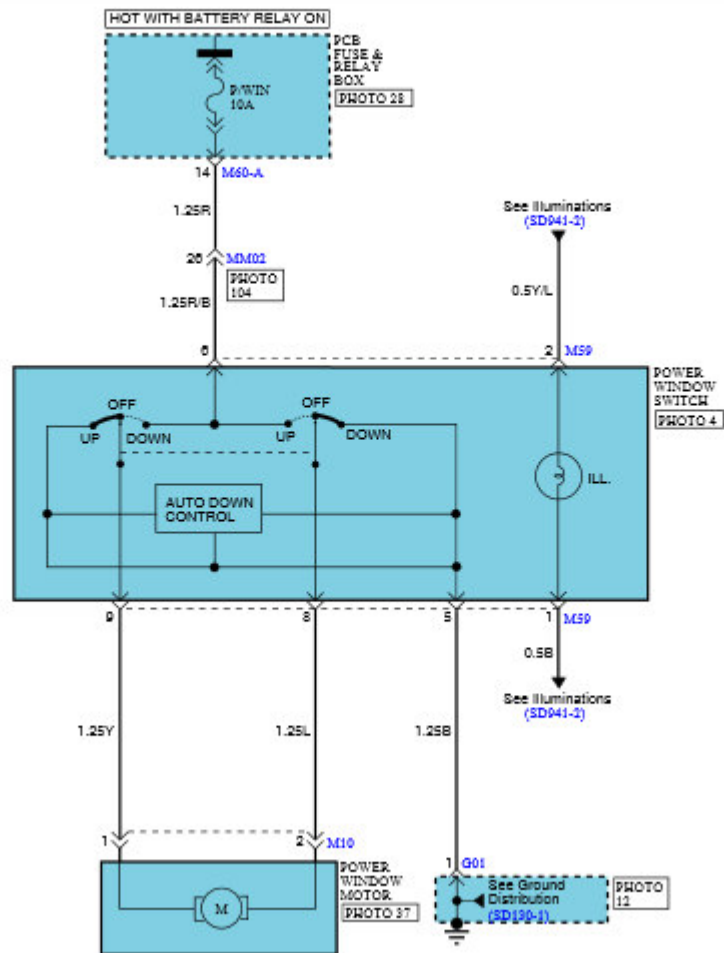 HOT WITH BATTERY RELAY ON
PCB
FUSE &
RELAY
BOX
PHOTO 28
P/WIN
10A
14 M60-A
1.25R
See Illuminations
(SD941-2)
26 MM02
PHOTO
104
1.25R/B
0.5Y/L
6
2 M59
POWER
WINDOW
SWITCH
PHOTO 4
OFF
OFF
UP
DOWN
UP
DOWN
ILL.
AUTO DOWN
CONTROL
9
8
5
1 M59
0.5B
See Illuminations
(SD941-2)
1.25Y
1.25L
1.25B
1
2 M10
POWER
WINDOW
MOTOR
PHOTO 37
M
1 G01
See Ground
Distribution
(SD130-1)
PHOTO
12